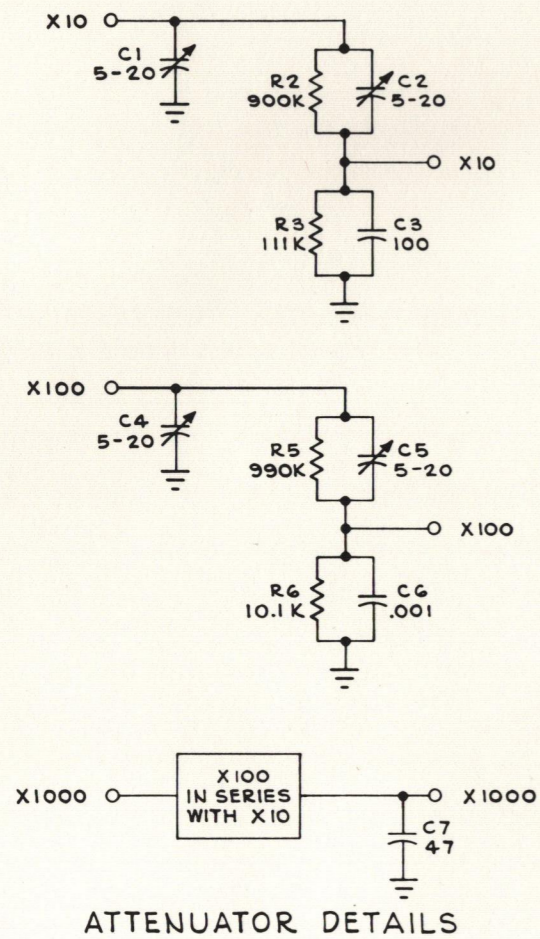 X10
C1
5-20
R2
900K
C2
5-20
X10
R3
111K
C3
100
X100
C4
5-20
R5
990K
C5
5-20
X100
R6
10.1K
C6
.001
X1000
X100
IN SERIES
WITH X10
X1000
C7
47
ATTENUATOR DETAILS